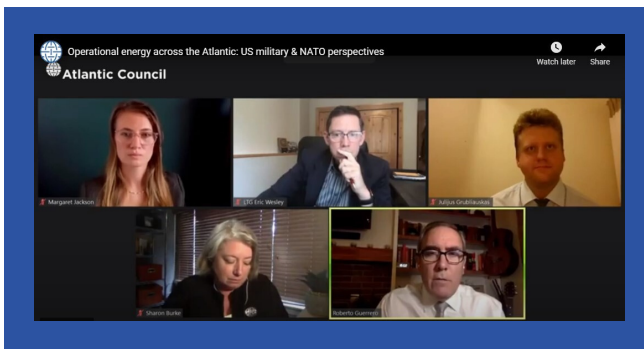 Operational energy across the Atlantic: US military & NATO perspectives
Watch later
Share
Atlantic Council
Margaret Jackson
LTG Eric Wesley
Julijus Grubliauskas
Sharon Burke
Roberto Guerrero